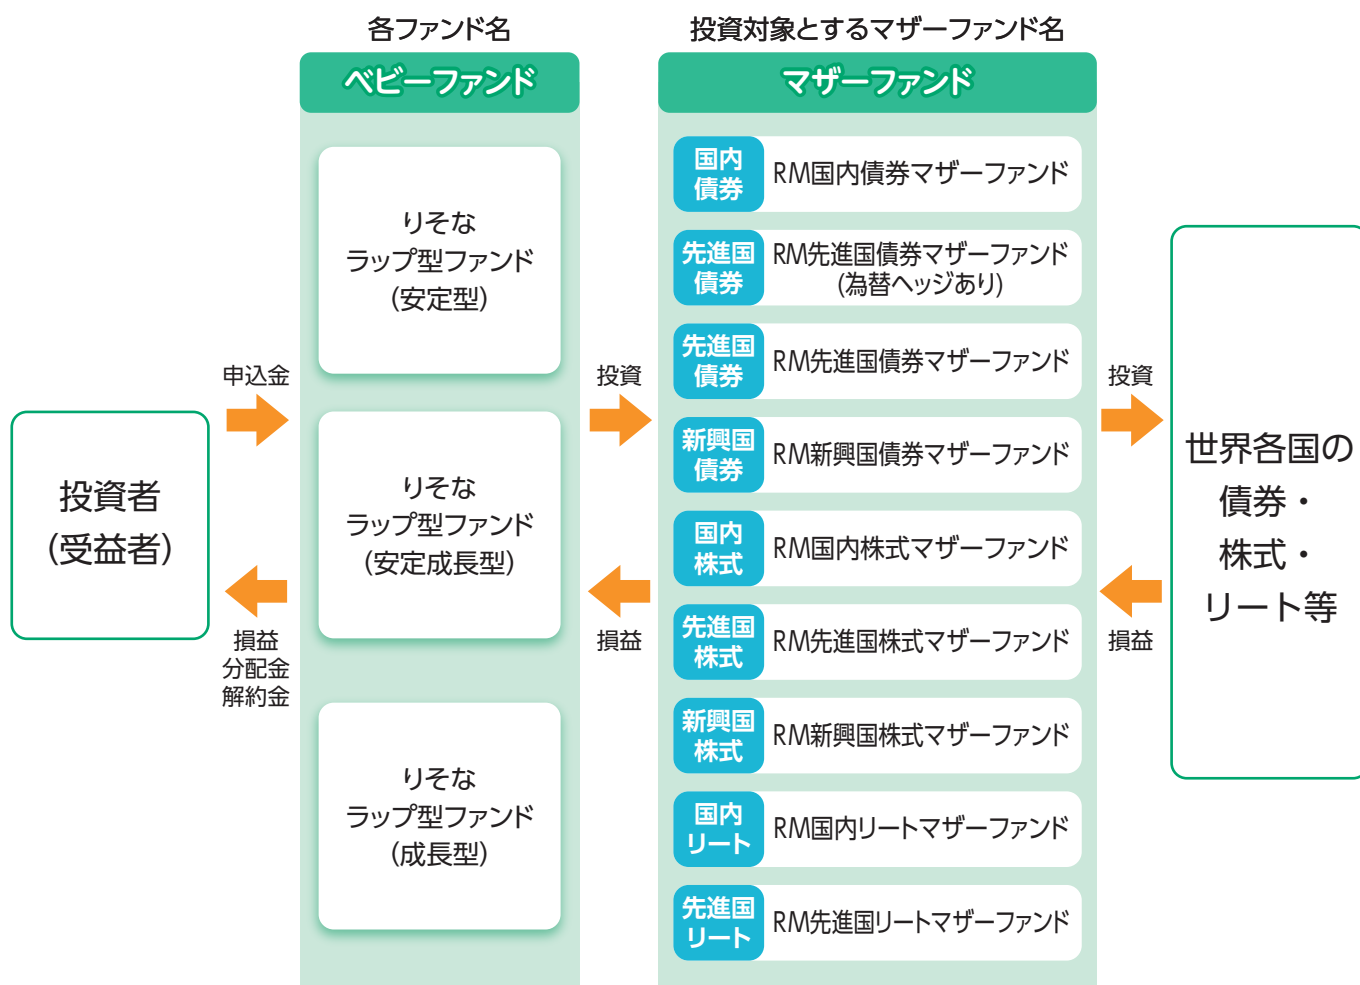 各ファンド名
ベビーファンド
りそな
ラップ型ファンド
(安定型)
りそな
ラップ型ファンド
(安定成長型)
りそな
ラップ型ファンド
(成長型)
投資対象とするマザーファンド名
マザーファンド
国内
債券
RM国内債券マザーファンド
先進国
債券
RM先進国債券マザーファンド
(為替ヘッジあり)
先進国
債券
RM先進国債券マザーファンド
新興国
債券
RM新興国債券マザーファンド
国内
株式
RM国内株式マザーファンド
先進国
株式
RM先進国株式マザーファンド
新興国
株式
RM新興国株式マザーファンド
国内
リート
RM国内リートマザーファンド
先進国
リート
RM先進国リートマザーファンド
投資者
(受益者)
申込金
損益
分配金
解約金
投資
損益
投資
損益
世界各国の
債券・
株式・
リート等